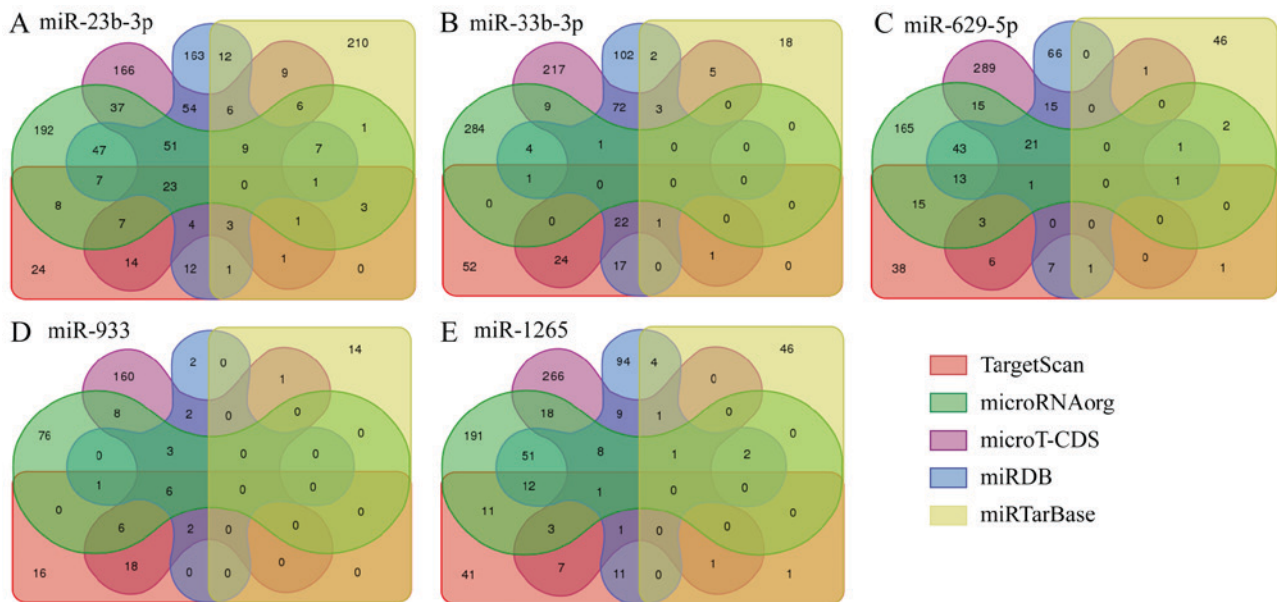 A miR-23b-3p
163 12 210
166 9
37 54 6 6
192 1
47 51 9 7
7 23 0 1
8 3
7 4 3 1
24 14 12 1 1 0
B miR-33b-3p
102 2 18
217 5
9 72 3 0
284 0
4 1 0 0
1 0 0 0
0 0
0 22 1 0
52 24 17 0 1 0
C miR-629-5p
66 0 46
289 1
15 15 0 0
165 2
43 21 0 1
13 1 0 1
15 0
3 0 0 0
38 6 7 1 0 1
D miR-933
2 0 14
160 1
8 2 0 0
76 0
0 3 0 0
1 6 0 0
0 0
6 2 0 0
16 18 0 0 0 0
E miR-1265
94 4 46
266 0
18 9 1 0
191 0
51 8 1 2
12 1 0 0
11 0
3 1 0 0
41 7 11 0 1 1
TargetScan
microRNAorg
microT-CDS
miRDB
miRTarBase